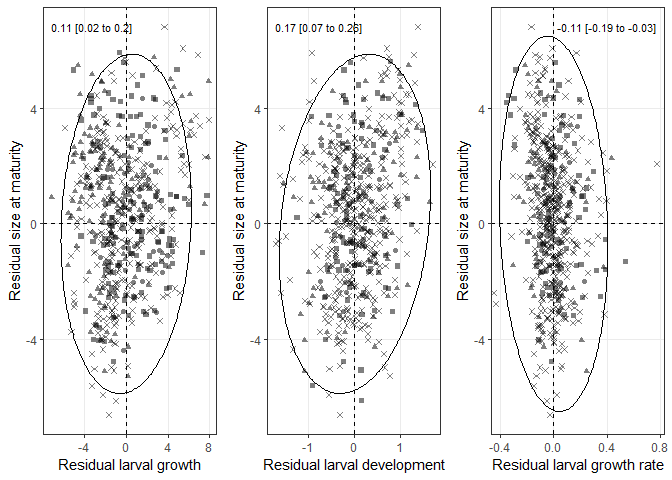 0.11 [0.02 to 0.2]
Residual size at maturity
4
0
-4
-4
0
4
8
Residual larval growth
0.17 [0.07 to 0.26]
Residual size at maturity
4
0
-4
-1
0
1
Residual larval development
-0.11 [-0.19 to -0.03]
Residual size at maturity
4
0
-4
-0.4
0.0
0.4
0.8
Residual larval growth rate